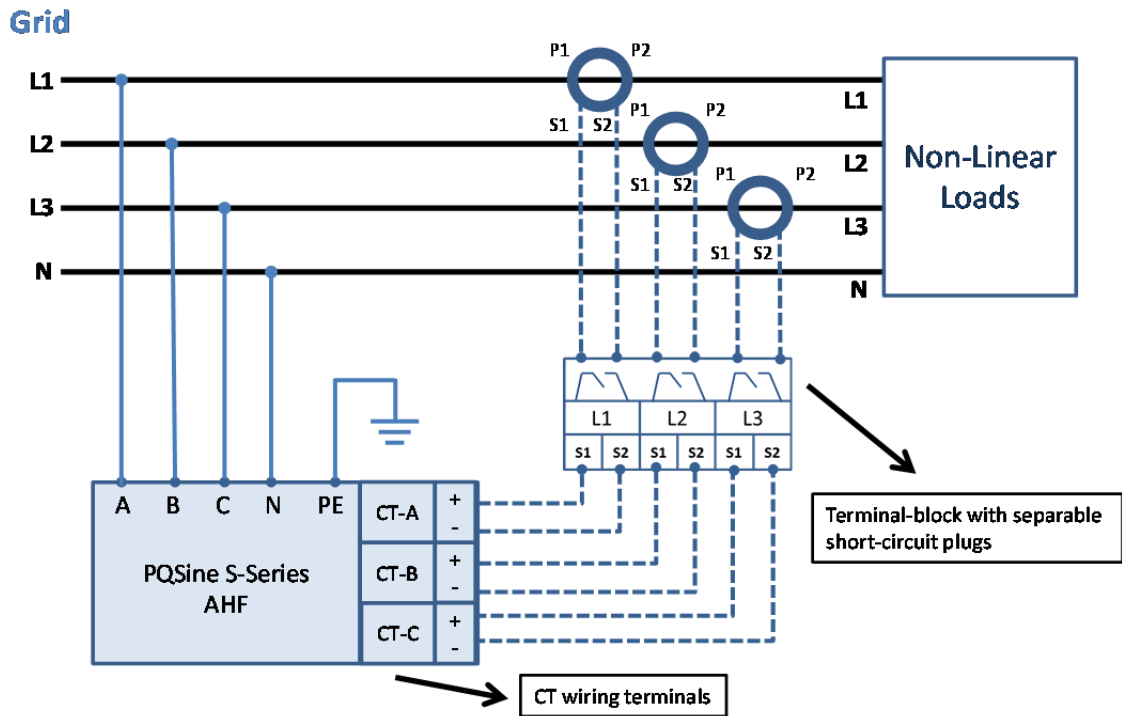 Grid
P1 P2
L1 L1
P1 P2
S1 S2
L2 L2
P1 P2
S1 S2
Non-Linear
Loads
L3 L3
S1 S2
N N
L1 L2 L3
S1 S2 S1 S2 S1 S2
A B C N PE
CT-A + -
CT-B + -
CT-C + -
PQSine S-Series
AHF
Terminal-block with separable
short-circuit plugs
CT wiring terminals